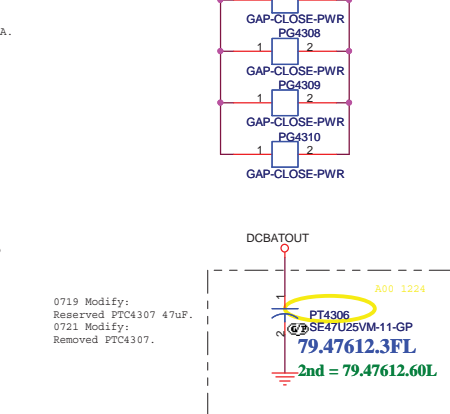 A.
GAP-CLOSE-PWR
PG4308
1 2
GAP-CLOSE-PWR
PG4309
1 2
GAP-CLOSE-PWR
PG4310
1 2
GAP-CLOSE-PWR
DCBATOUT
A00 1224
0719 Modify:
Reserved PTC4307 47uF.
0721 Modify:
Removed PTC4307.
1
PT4306
SE47U25VM-11-GP
2
79.47612.3FL
2nd = 79.47612.60L